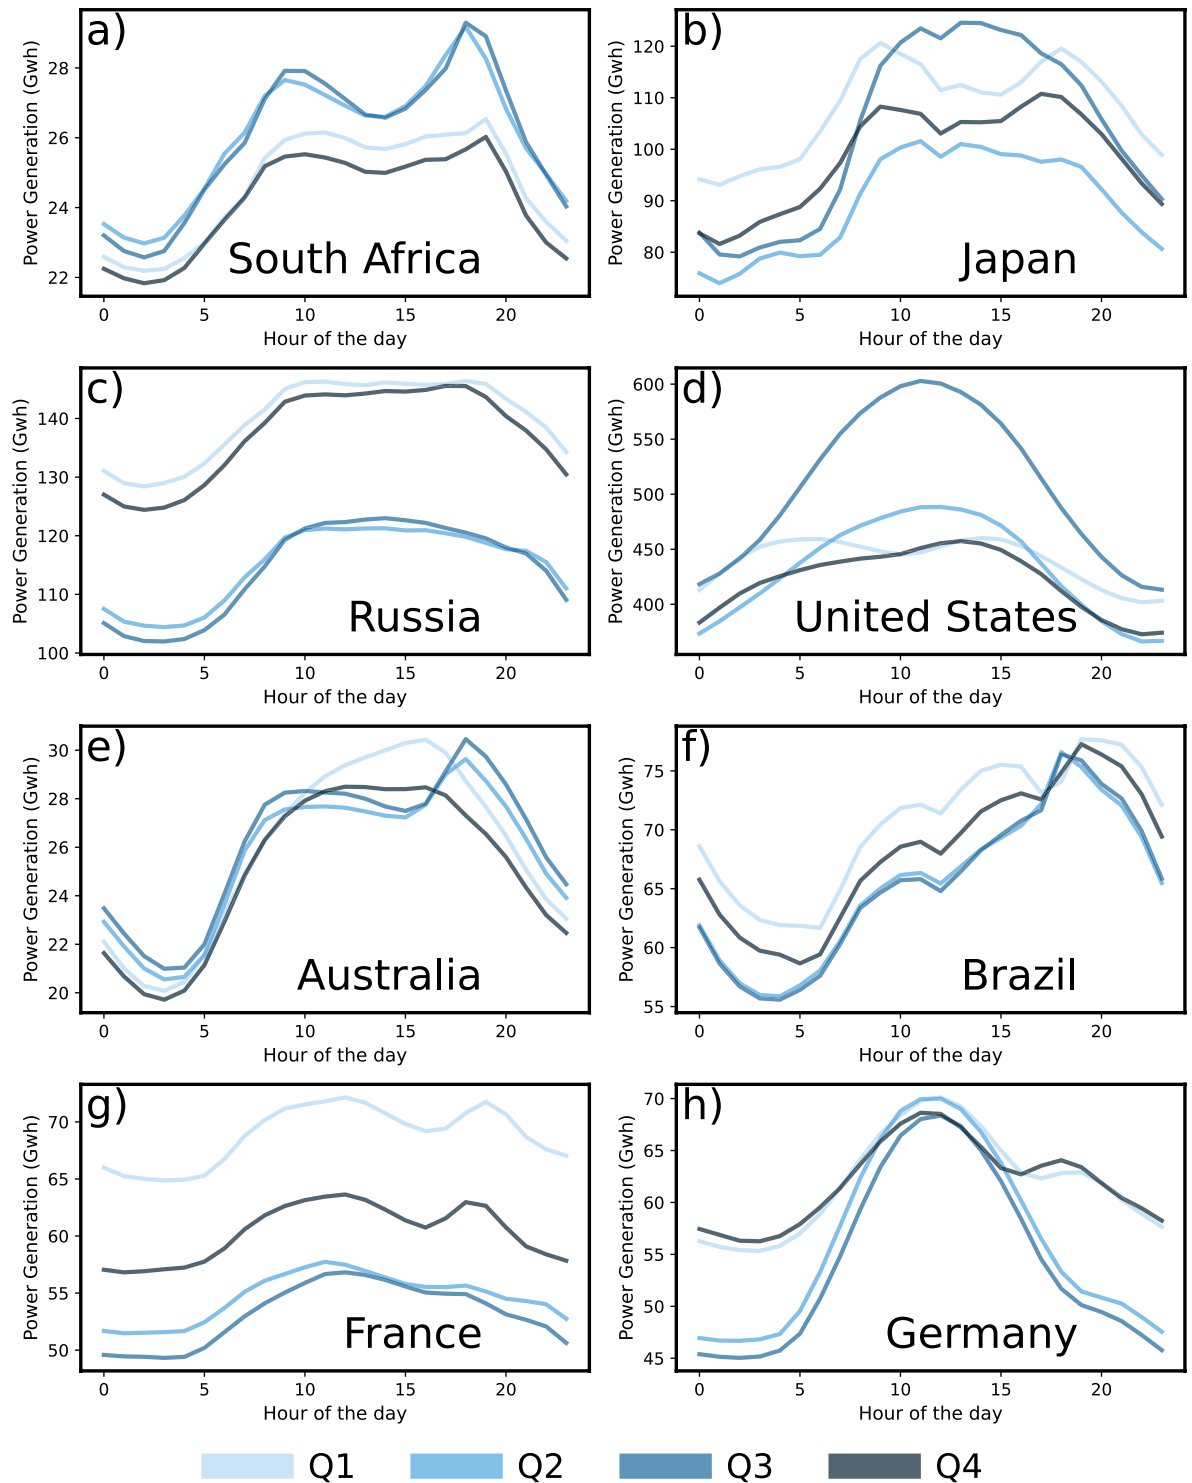 a)
South Africa
Power Generation (Gwh)
28
26
24
22
0 5 10 15 20
Hour of the day
b)
Japan
Power Generation (Gwh)
120
110
100
90
80
0 5 10 15 20
Hour of the day
c)
Russia
Power Generation (Gwh)
140
130
120
110
100
0 5 10 15 20
Hour of the day
d)
United States
Power Generation (Gwh)
600
550
500
450
400
0 5 10 15 20
Hour of the day
e)
Australia
Power Generation (Gwh)
30
28
26
24
22
20
0 5 10 15 20
Hour of the day
f)
Brazil
Power Generation (Gwh)
75
70
65
60
55
0 5 10 15 20
Hour of the day
g)
France
Power Generation (Gwh)
70
65
60
55
50
0 5 10 15 20
Hour of the day
h)
Germany
Power Generation (Gwh)
70
65
60
55
50
45
0 5 10 15 20
Hour of the day
Q1 Q2 Q3 Q4